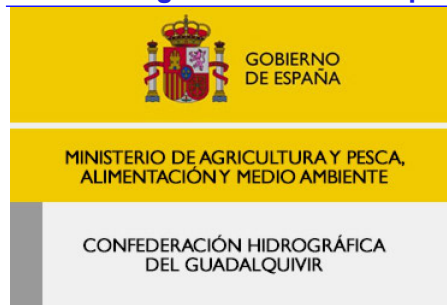 GOBIERNO
DE ESPAÑA
MINISTERIO DE AGRICULTURA Y PESCA,
ALIMENTACIÓN Y MEDIO AMBIENTE
CONFEDERACIÓN HIDROGRÁFICA
DEL GUADALQUIVIR